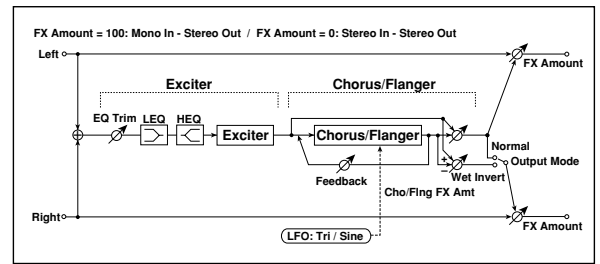 FX Amount = 100: Mono In - Stereo Out / FX Amount = 0: Stereo In - Stereo Out
Left
FX Amount
Exciter
Chorus/Flanger
EQ Trim
LEQ
HEQ
Exciter
Chorus/Flanger
Normal
Output Mode
+
−
Wet Invert
Feedback
Cho/Flng FX Amt
Right
LFO: Tri / Sine
FX Amount